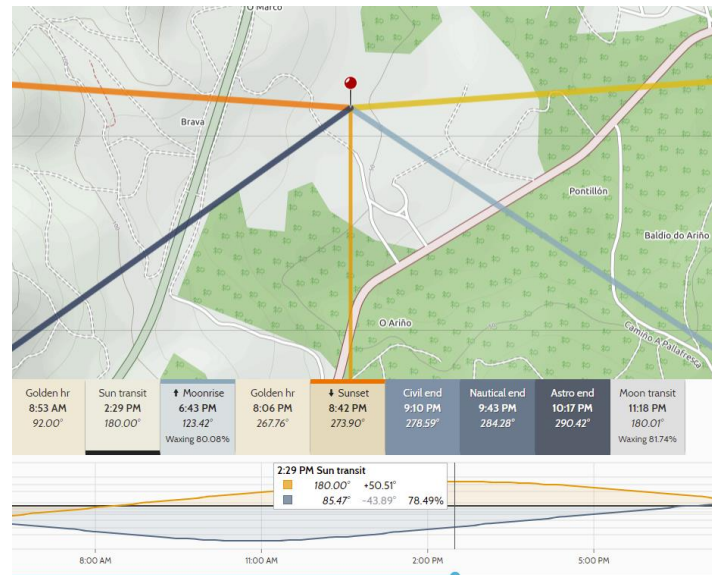 O Marco
Brava
Pontillón
Baldío do Ariño
O Ariño
Camiño A Pallafresca
Golden hr
8:53 AM
92.00°
Sun transit
2:29 PM
180.00°
Moonrise
6:43 PM
123.42°
Waxing 80.08%
Golden hr
8:06 PM
267.76°
Sunset
8:42 PM
273.90°
Civil end
9:10 PM
278.59°
Nautical end
9:43 PM
284.28°
Astro end
10:17 PM
290.42°
Moon transit
11:18 PM
180.01°
Waxing 81.74%
2:29 PM Sun transit
180.00° +50.51°
85.47° -43.89° 78.49%
8:00 AM 11:00 AM 2:00 PM 5:00 PM